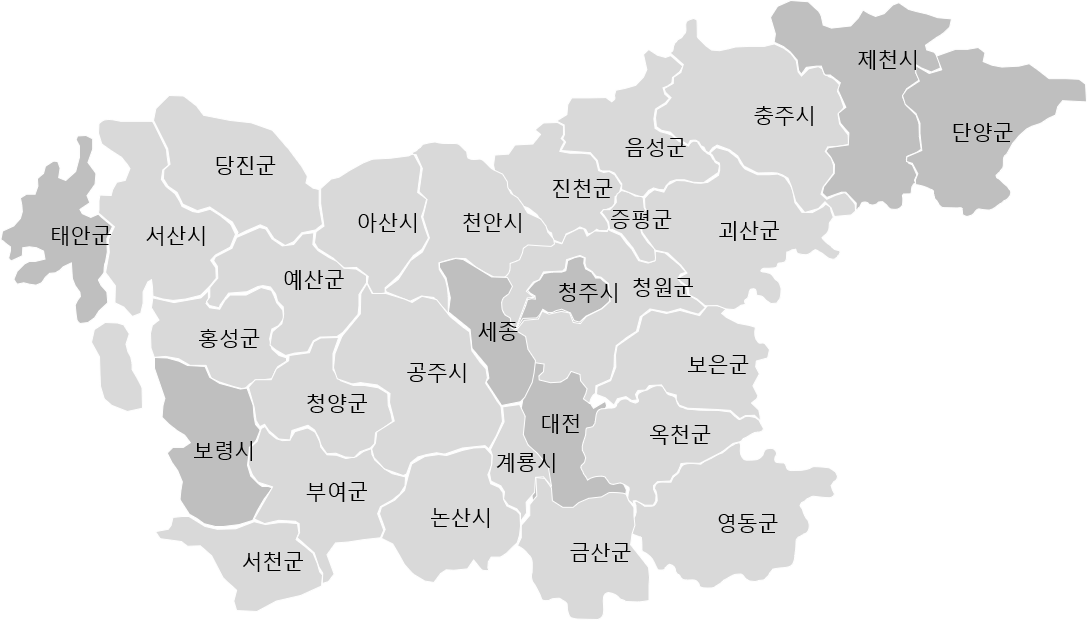 제천시
충주시
단양군
음성군
당진군
진천군
증평군
아산시
천안시
괴산군
태안군
서산시
예산군
청원군
청주시
세종
홍성군
보은군
공주시
청양군
대전
옥천군
보령시
계룡시
부여군
논산시
영동군
금산군
서천군